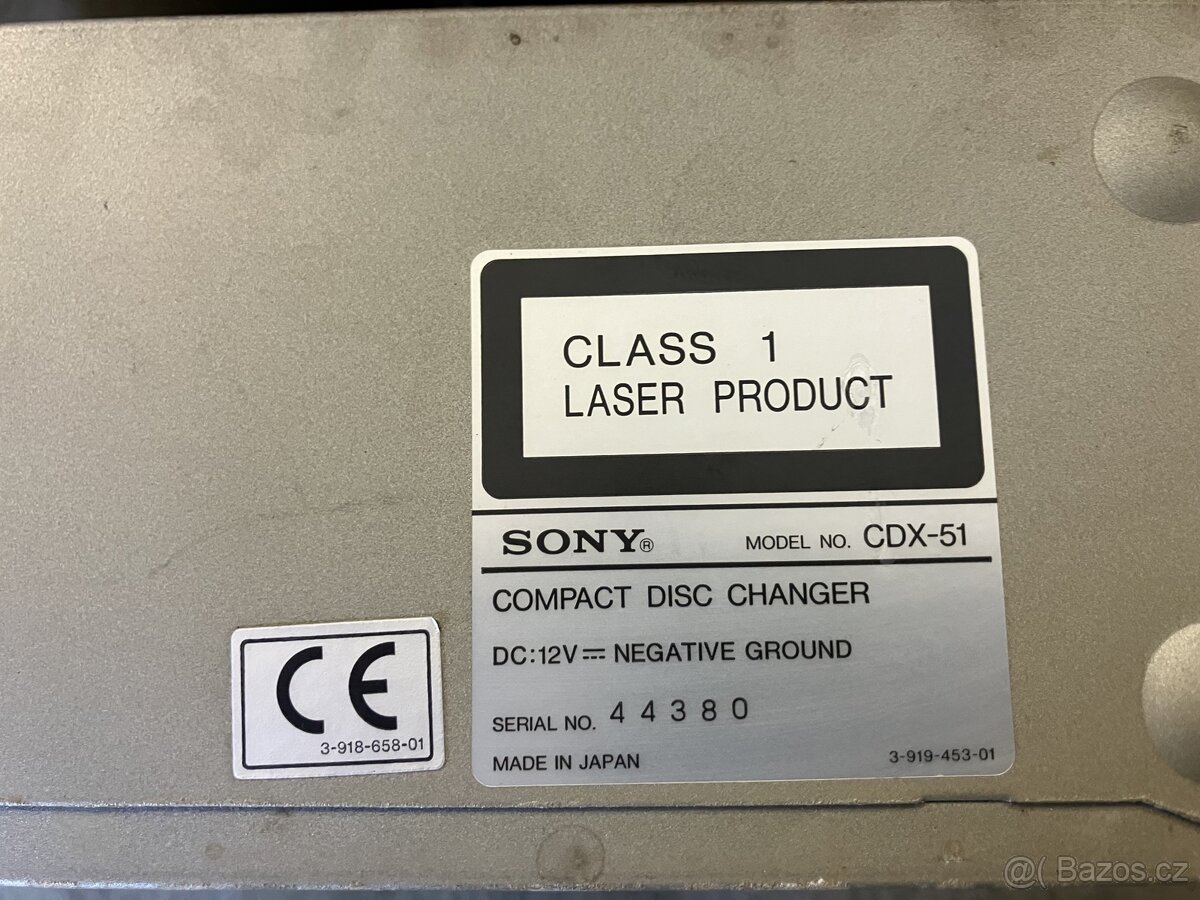 CLASS 1
LASER PRODUCT
SONY®
MODEL NO. CDX-51
COMPACT DISC CHANGER
DC:12V⎓ NEGATIVE GROUND
SERIAL NO. 44380
MADE IN JAPAN
3-919-453-01
CE
3-918-658-01
@( Bazos.cz